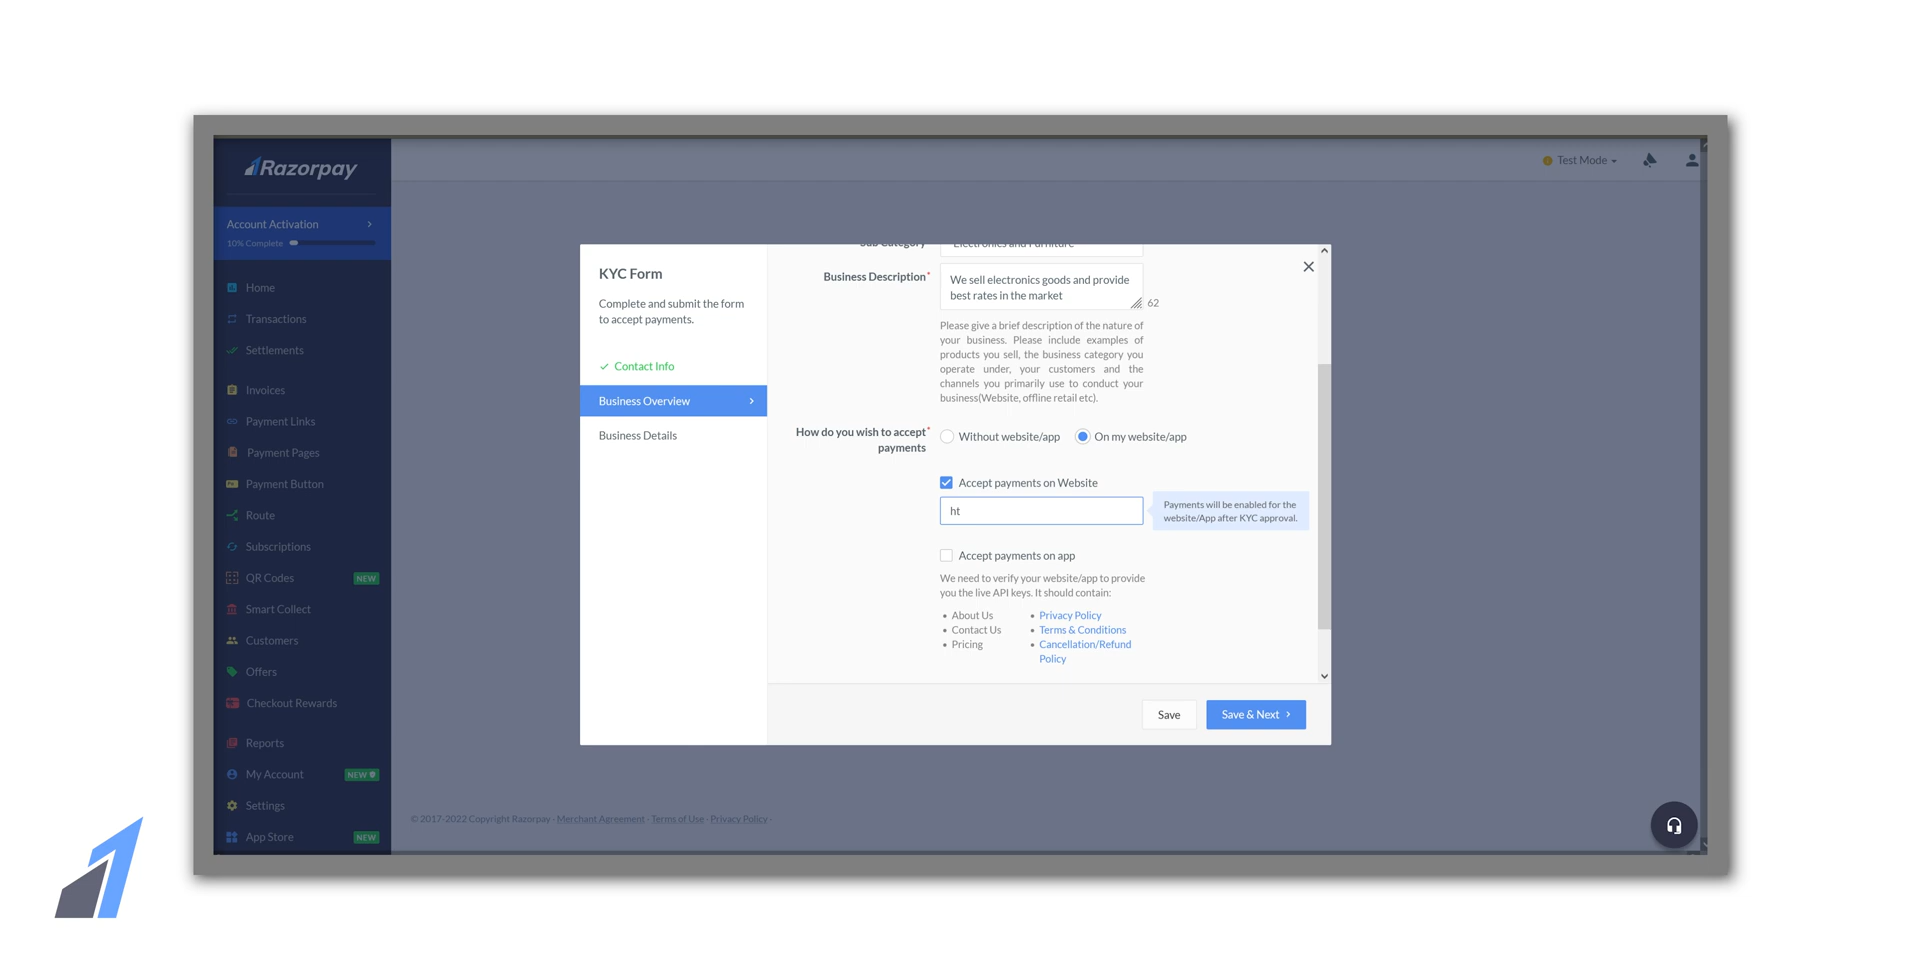 Razorpay
Test Mode
Account Activation
10% Complete
Home
Transactions
Settlements
Invoices
Payment Links
Payment Pages
Payment Button
Route
Subscriptions
QR Codes NEW
Smart Collect
Customers
Offers
Checkout Rewards
Reports
My Account NEW
Settings
App Store NEW
KYC Form
Complete and submit the form
to accept payments.
Contact Info
Business Overview
Business Details
Sub Category Electronics and Furniture
Business Description*
We sell electronics goods and provide
best rates in the market
62
Please give a brief description of the nature of
your business. Please include examples of
products you sell, the business category you
operate under, your customers and the
channels you primarily use to conduct your
business(Website, offline retail etc).
How do you wish to accept*
payments
Without website/app On my website/app
Accept payments on Website
ht
Payments will be enabled for the
website/App after KYC approval.
Accept payments on app
We need to verify your website/app to provide
you the live API keys. It should contain:
• About Us
• Contact Us
• Pricing
• Privacy Policy
• Terms & Conditions
• Cancellation/Refund
Policy
Save Save & Next
© 2017-2022 Copyright Razorpay · Merchant Agreement · Terms of Use · Privacy Policy ·